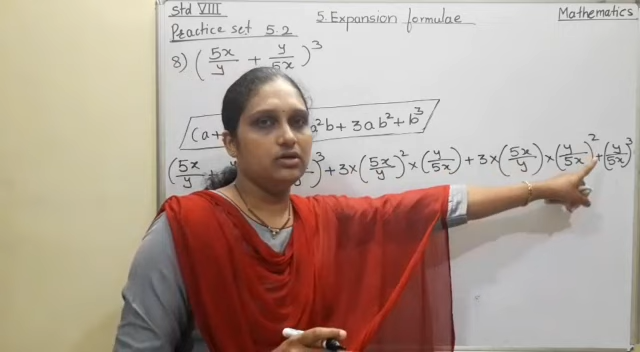 Std VIII 5. Expansion formulae Mathematics
Practice set 5.2
8) (5x/y + y/5x)³
(a+ a²b + 3ab² + b³
(5x/y + )³ + 3 × (5x/y)² × (y/5x) + 3 × (5x/y) × (y/5x)² + (y/5x)³